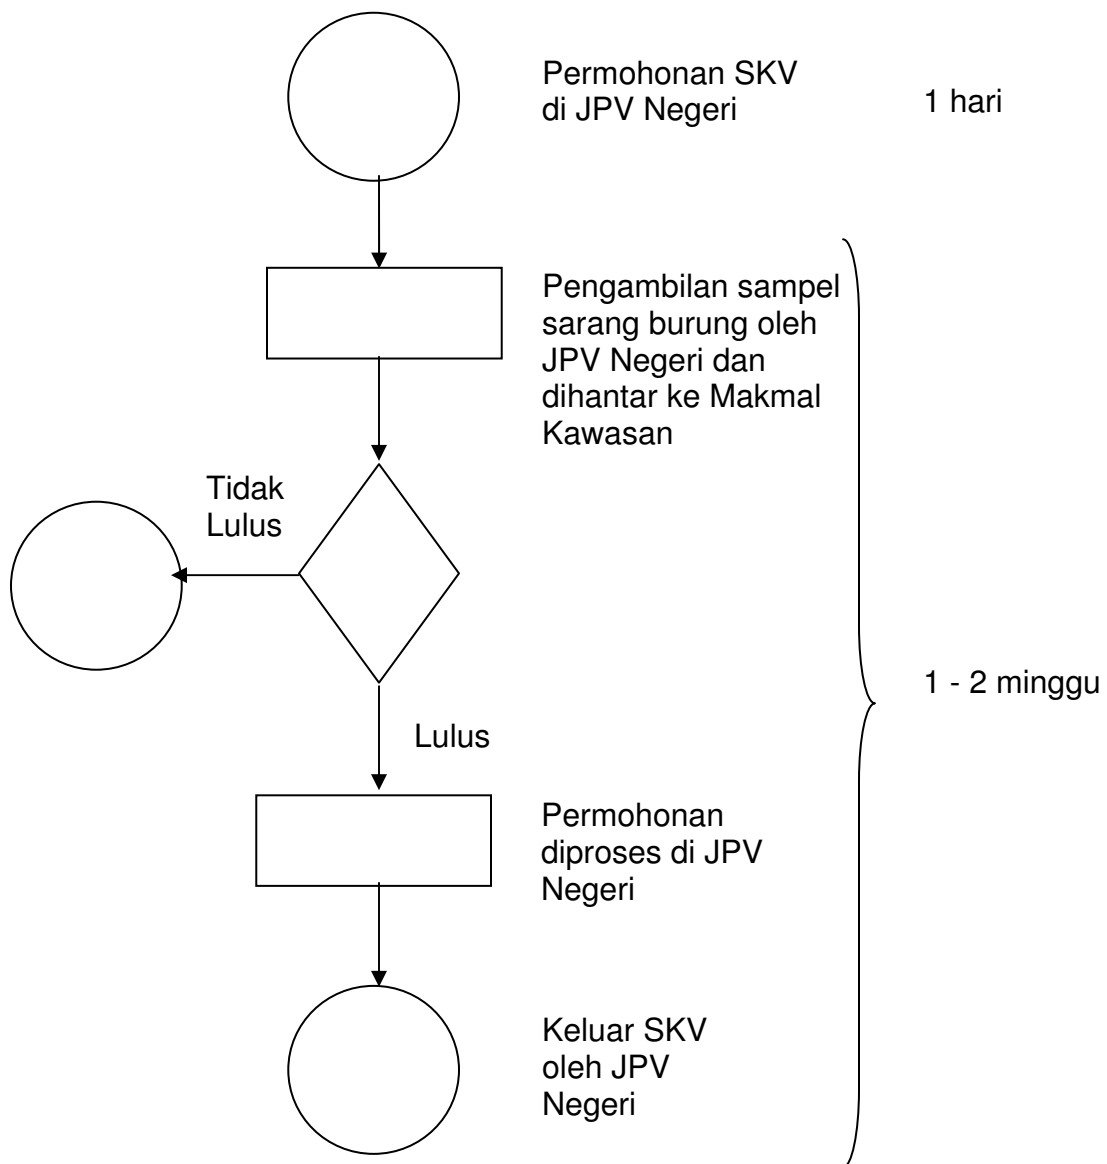 Permohonan SKV
di JPV Negeri
1 hari
Pengambilan sampel
sarang burung oleh
JPV Negeri dan
dihantar ke Makmal
Kawasan
Tidak
Lulus
1 - 2 minggu
Lulus
Permohonan
diproses di JPV
Negeri
Keluar SKV
oleh JPV
Negeri